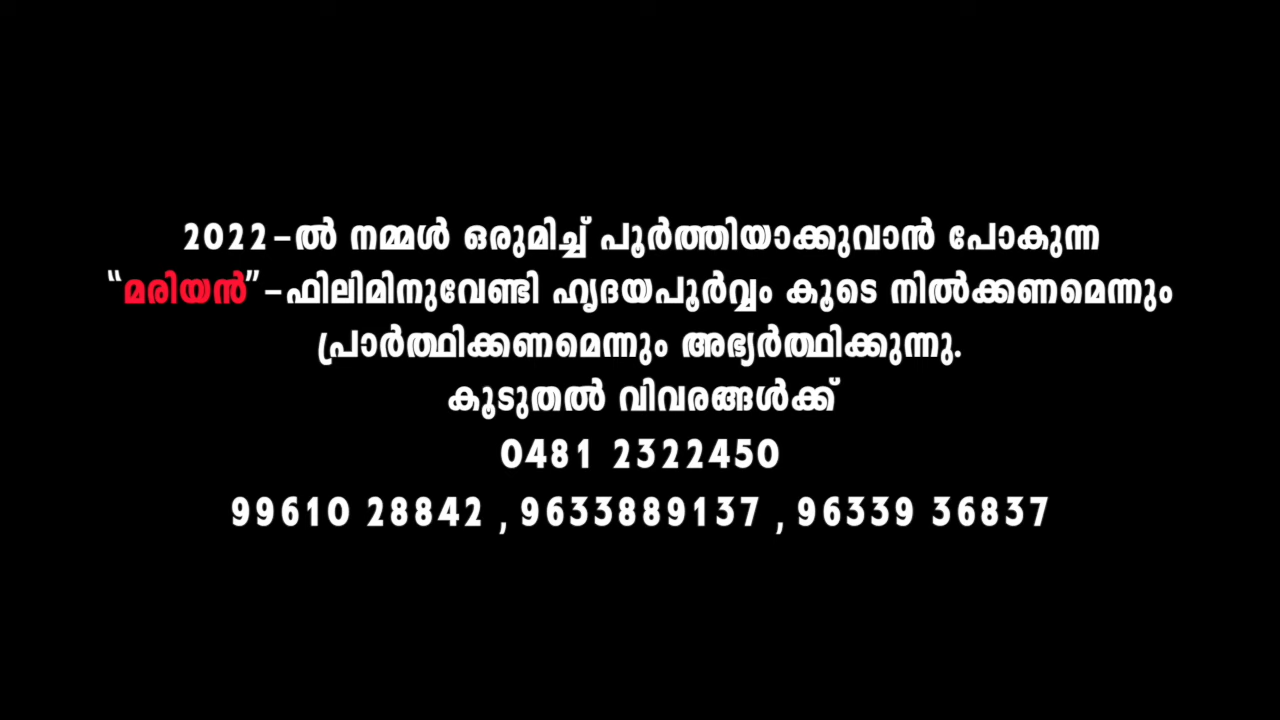 2022-ൽ നമ്മൾ ഒരുമിച്ച് പൂർത്തിയാക്കുവാൻ പോകുന്ന
“മരിയൻ”-ഫിലിമിനുവേണ്ടി ഹൃദയപൂർവ്വം കൂടെ നിൽക്കണമെന്നും
പ്രാർത്ഥിക്കണമെന്നും അഭ്യർത്ഥിക്കുന്നു.
കൂടുതൽ വിവരങ്ങൾക്ക്
0481 2322450
99610 28842 , 9633889137 , 96339 36837